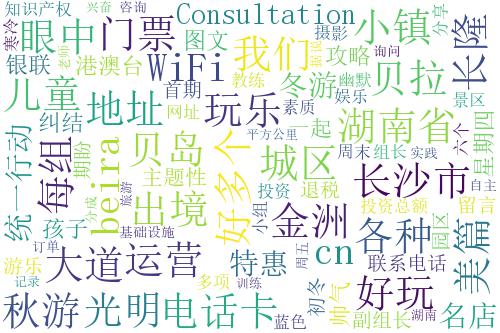 知识产权
兴奋
咨询
Consultation
小镇
摄影
分享
寒冷
老师
眼中
门票
图文
我们
攻略
询问
长隆
银联
港澳台
WiFi
冬游
幽默
贝拉
儿童
地址
首期
教练
娱乐
景区
纠结
网址
玩乐
素质
一起
湖南省
星期四
每组
beira
贝岛
好多个
平方公里
周末
组长
六个
实践
统一行动
期盼
主题性
城区
长沙市
孩子
旅游
出境
投资
退税
投资总额
自主
分成
小组
金洲
各种
留言
园区
美篇
基础设施
cn
联系电话
游乐
订单
大道
运营
特惠
周五
多项
初冬
帅气
好玩
记录
训练
秋游
光明
电话卡
蓝色
副组长
湖南
名店